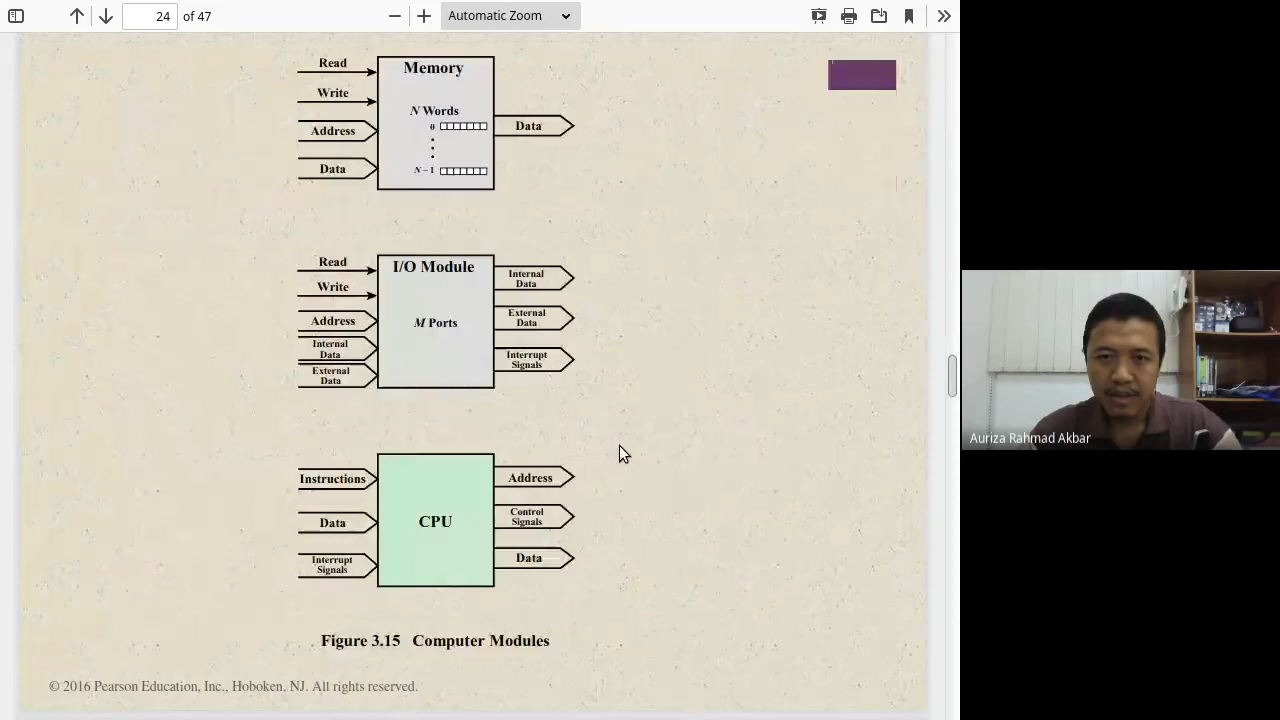 24 of 47
Automatic Zoom
Read
Write
Address
Data
Memory
N Words
0
N – 1
Data
Read
Write
Address
Internal
Data
External
Data
I/O Module
M Ports
Internal
Data
External
Data
Interrupt
Signals
Instructions
Data
Interrupt
Signals
CPU
Address
Control
Signals
Data
Figure 3.15 Computer Modules
© 2016 Pearson Education, Inc., Hoboken, NJ. All rights reserved.
Auriza Rahmad Akbar